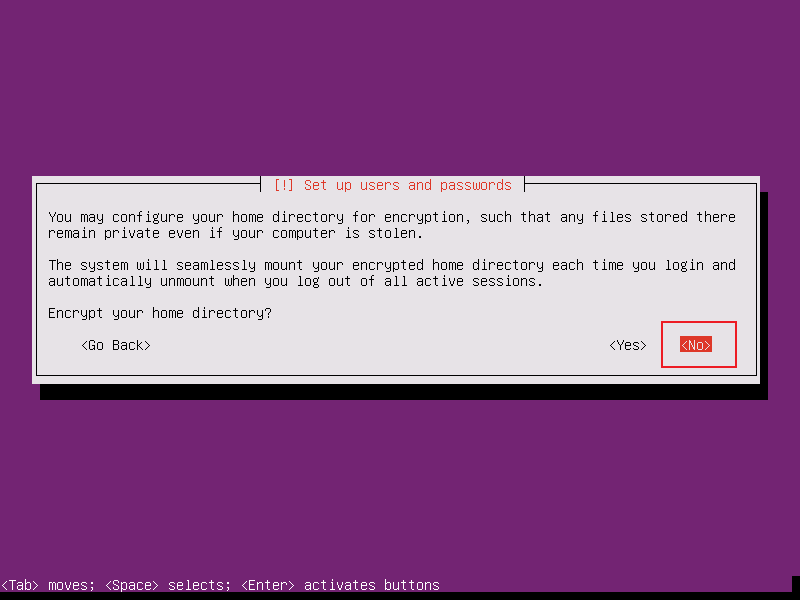 [!] Set up users and passwords
You may configure your home directory for encryption, such that any files stored there
remain private even if your computer is stolen.
The system will seamlessly mount your encrypted home directory each time you login and
automatically unmount when you log out of all active sessions.
Encrypt your home directory?
<Go Back> <Yes> <No>
<Tab> moves; <Space> selects; <Enter> activates buttons